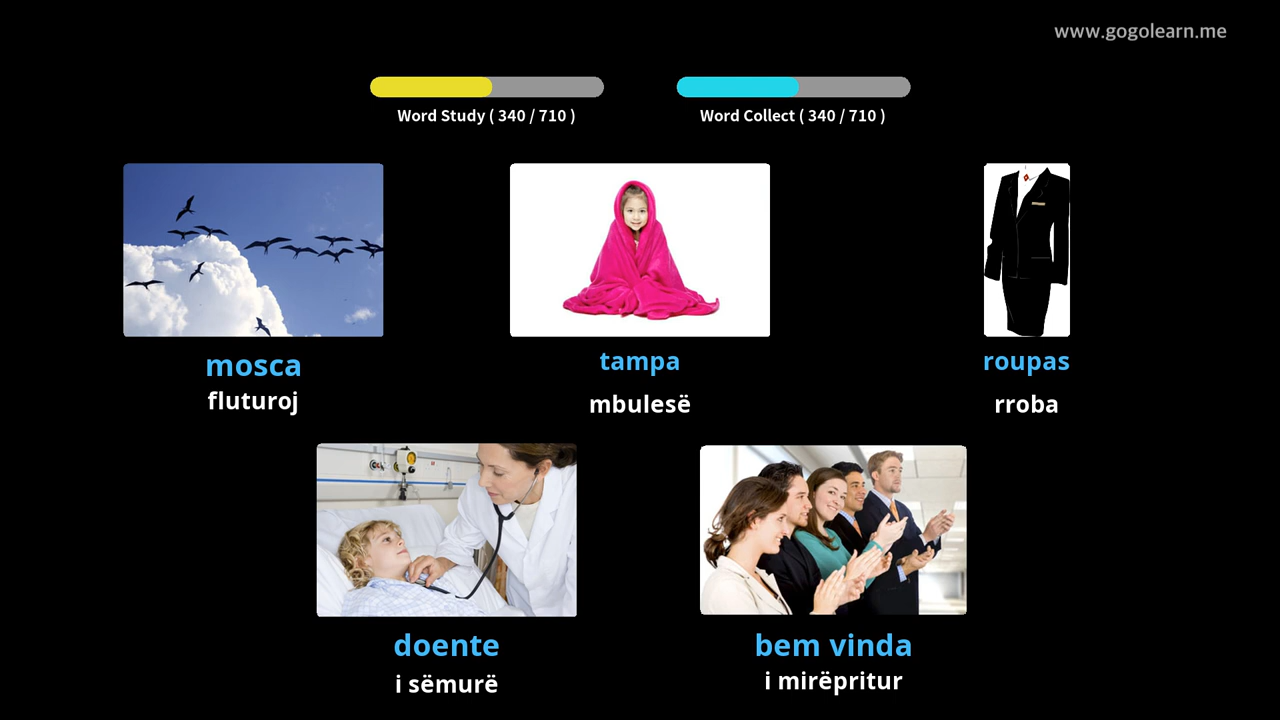 www.gogolearn.me
Word Study ( 340 / 710 )
Word Collect ( 340 / 710 )
mosca
fluturoj
tampa
mbulesë
roupas
rroba
doente
i sëmurë
bem vinda
i mirëpritur